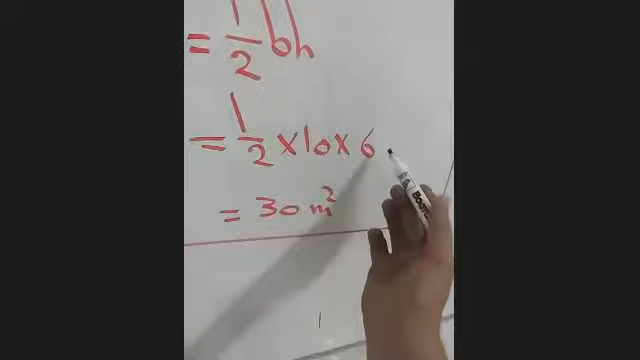 = 1/2 bh
= 1/2 x 10 x 6
= 30 m²